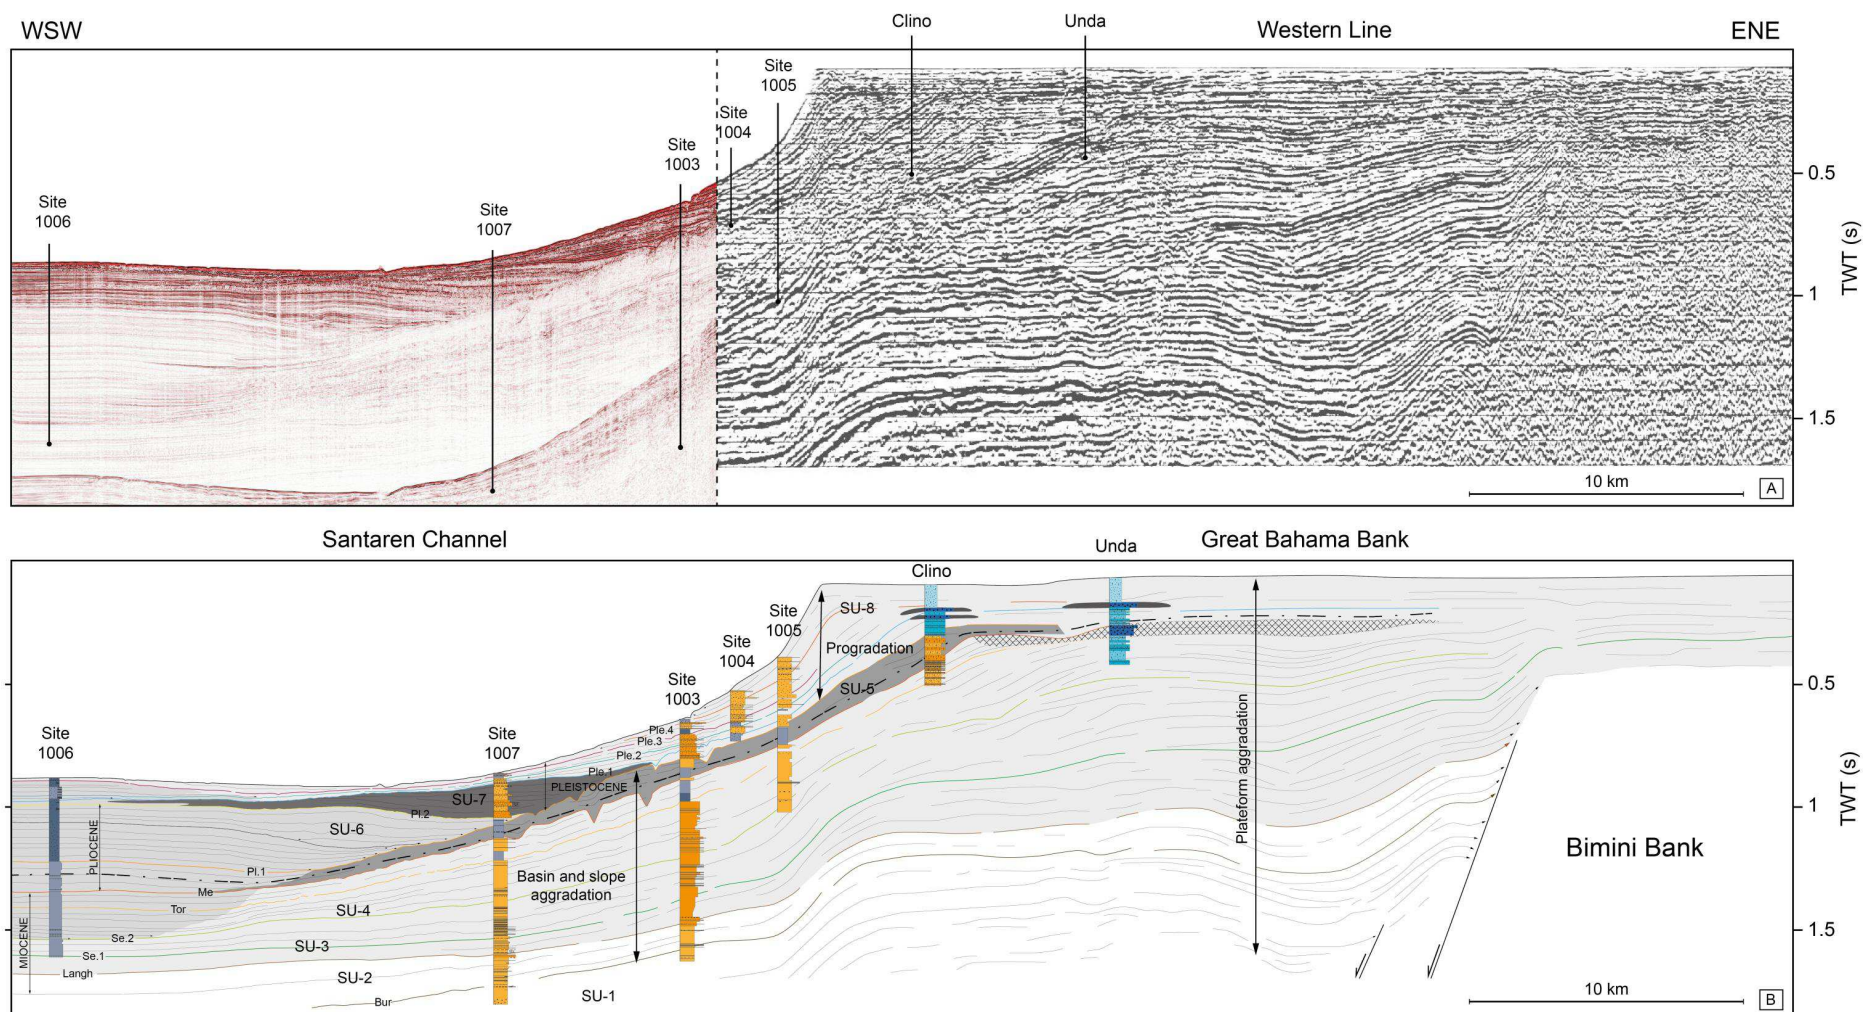 WSW
Clino
Unda
Western Line
ENE
Site
1005
Site
1004
Site
1003
Site
1006
Site
1007
0.5
1
1.5
TWT (s)
10 km
A
Santaren Channel
Great Bahama Bank
Unda
Clino
SU-8
Site
1005
Site
1004
Progradation
Site
1003
SU-5
0.5
Site
1006
Site
1007
Ple.4
Ple.3
Ple.2
Ple.1
PLEISTOCENE
SU-7
Pl.2
SU-6
PLIOCENE
Pl.1
Me
Basin and slope
aggradation
Tor
SU-4
Plateform aggradation
1
TWT (s)
Bimini Bank
MIOCENE
Se.2
SU-3
Se.1
Langh
SU-2
SU-1
Bur
1.5
10 km
B